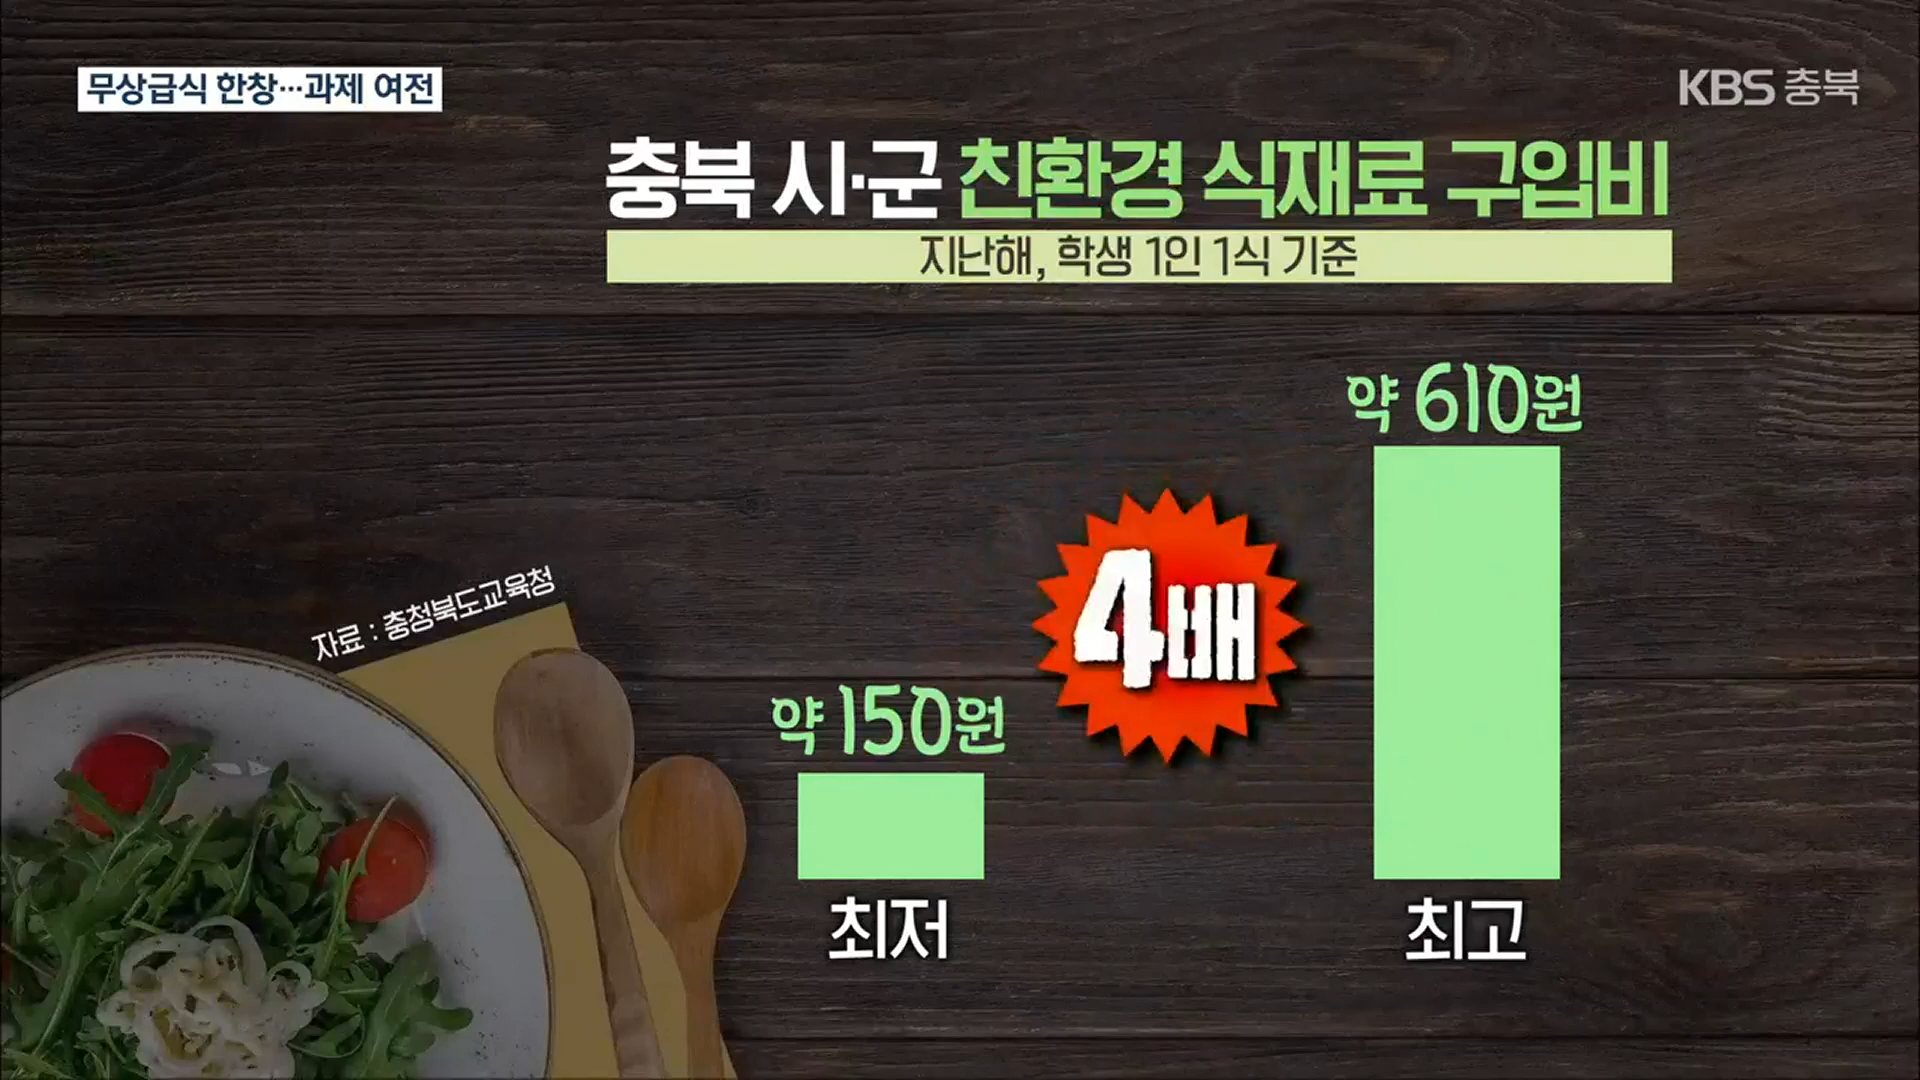 무상급식 한창…과제 여전
KBS 충북
충북 시·군 친환경 식재료 구입비
지난해, 학생 1인 1식 기준
약 610원
4배
자료 : 충청북도교육청
약 150원
최저
최고